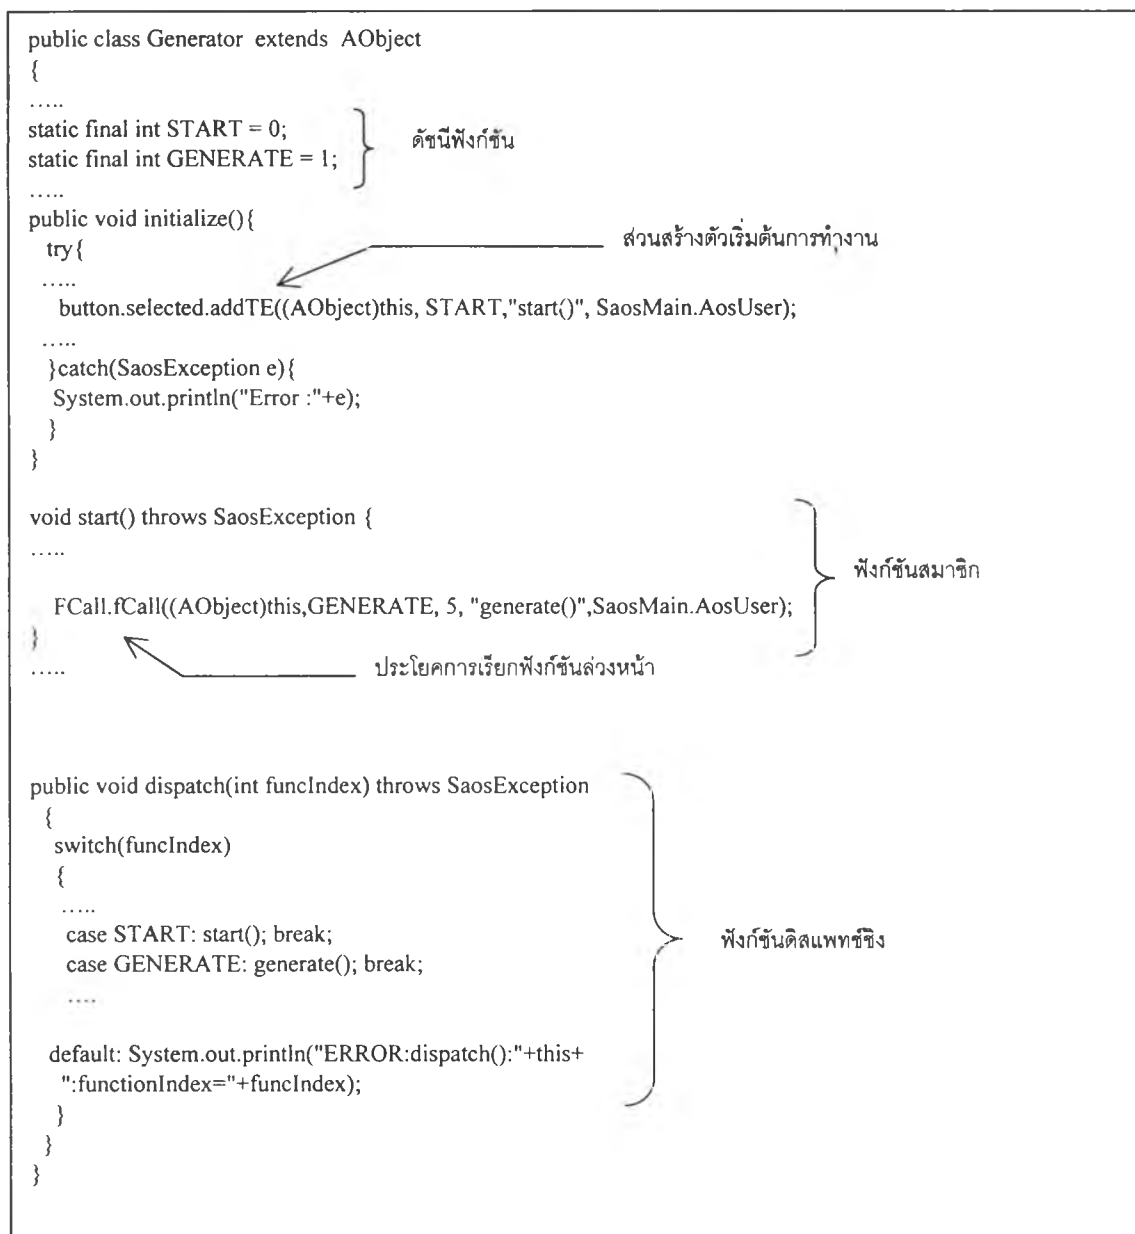 public class Generator extends AObject
{
.....
static final int START = 0;
ดัชนีฟังก์ชัน
static final int GENERATE = 1;
.....
public void initialize(){
ส่วนสร้างตัวเริ่มต้นการทำงาน
try{
.....
button.selected.addTE((AObject)this, START,"start()", SaosMain.AosUser);
.....
}catch(SaosException e){
System.out.println("Error :"+e);
}
}
void start() throws SaosException {
.....
ฟังก์ชันสมาชิก
FCall.fCall((AObject)this,GENERATE, 5, "generate()",SaosMain.AosUser);
}
.....
ประโยคการเรียกฟังก์ชันล่วงหน้า
public void dispatch(int funcIndex) throws SaosException
{
switch(funcIndex)
{
.....
case START: start(); break;
ฟังก์ชันดิสแพทช์ชิง
case GENERATE: generate(); break;
....
default: System.out.println("ERROR:dispatch():"+this+
":functionIndex="+funcIndex);
}
}
}